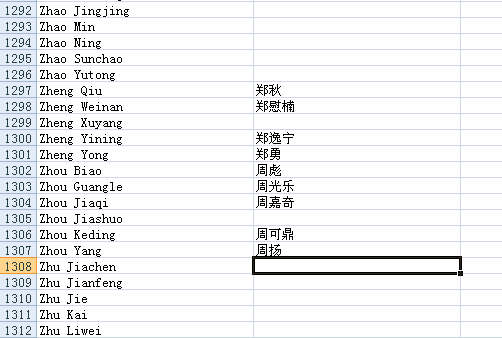 1292 Zhao Jingjing
1293 Zhao Min
1294 Zhao Ning
1295 Zhao Sunchao
1296 Zhao Yutong
1297 Zheng Qiu 郑秋
1298 Zheng Weinan 郑慰楠
1299 Zheng Xuyang
1300 Zheng Yining 郑逸宁
1301 Zheng Yong 郑勇
1302 Zhou Biao 周彪
1303 Zhou Guangle 周光乐
1304 Zhou Jiaqi 周嘉奇
1305 Zhou Jiashuo
1306 Zhou Keding 周可鼎
1307 Zhou Yang 周扬
1308 Zhu Jiachen
1309 Zhu Jianfeng
1310 Zhu Jie
1311 Zhu Kai
1312 Zhu Liwei